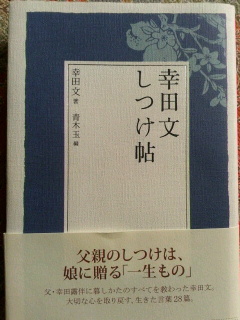 幸田文
しつけ帖
幸田文 著
青木玉 編
父親のしつけは、
娘に贈る「一生もの」
父・幸田露伴に暮しかたのすべてを教わった幸田文。
大切な心を取り戻す、生きた言葉28篇。